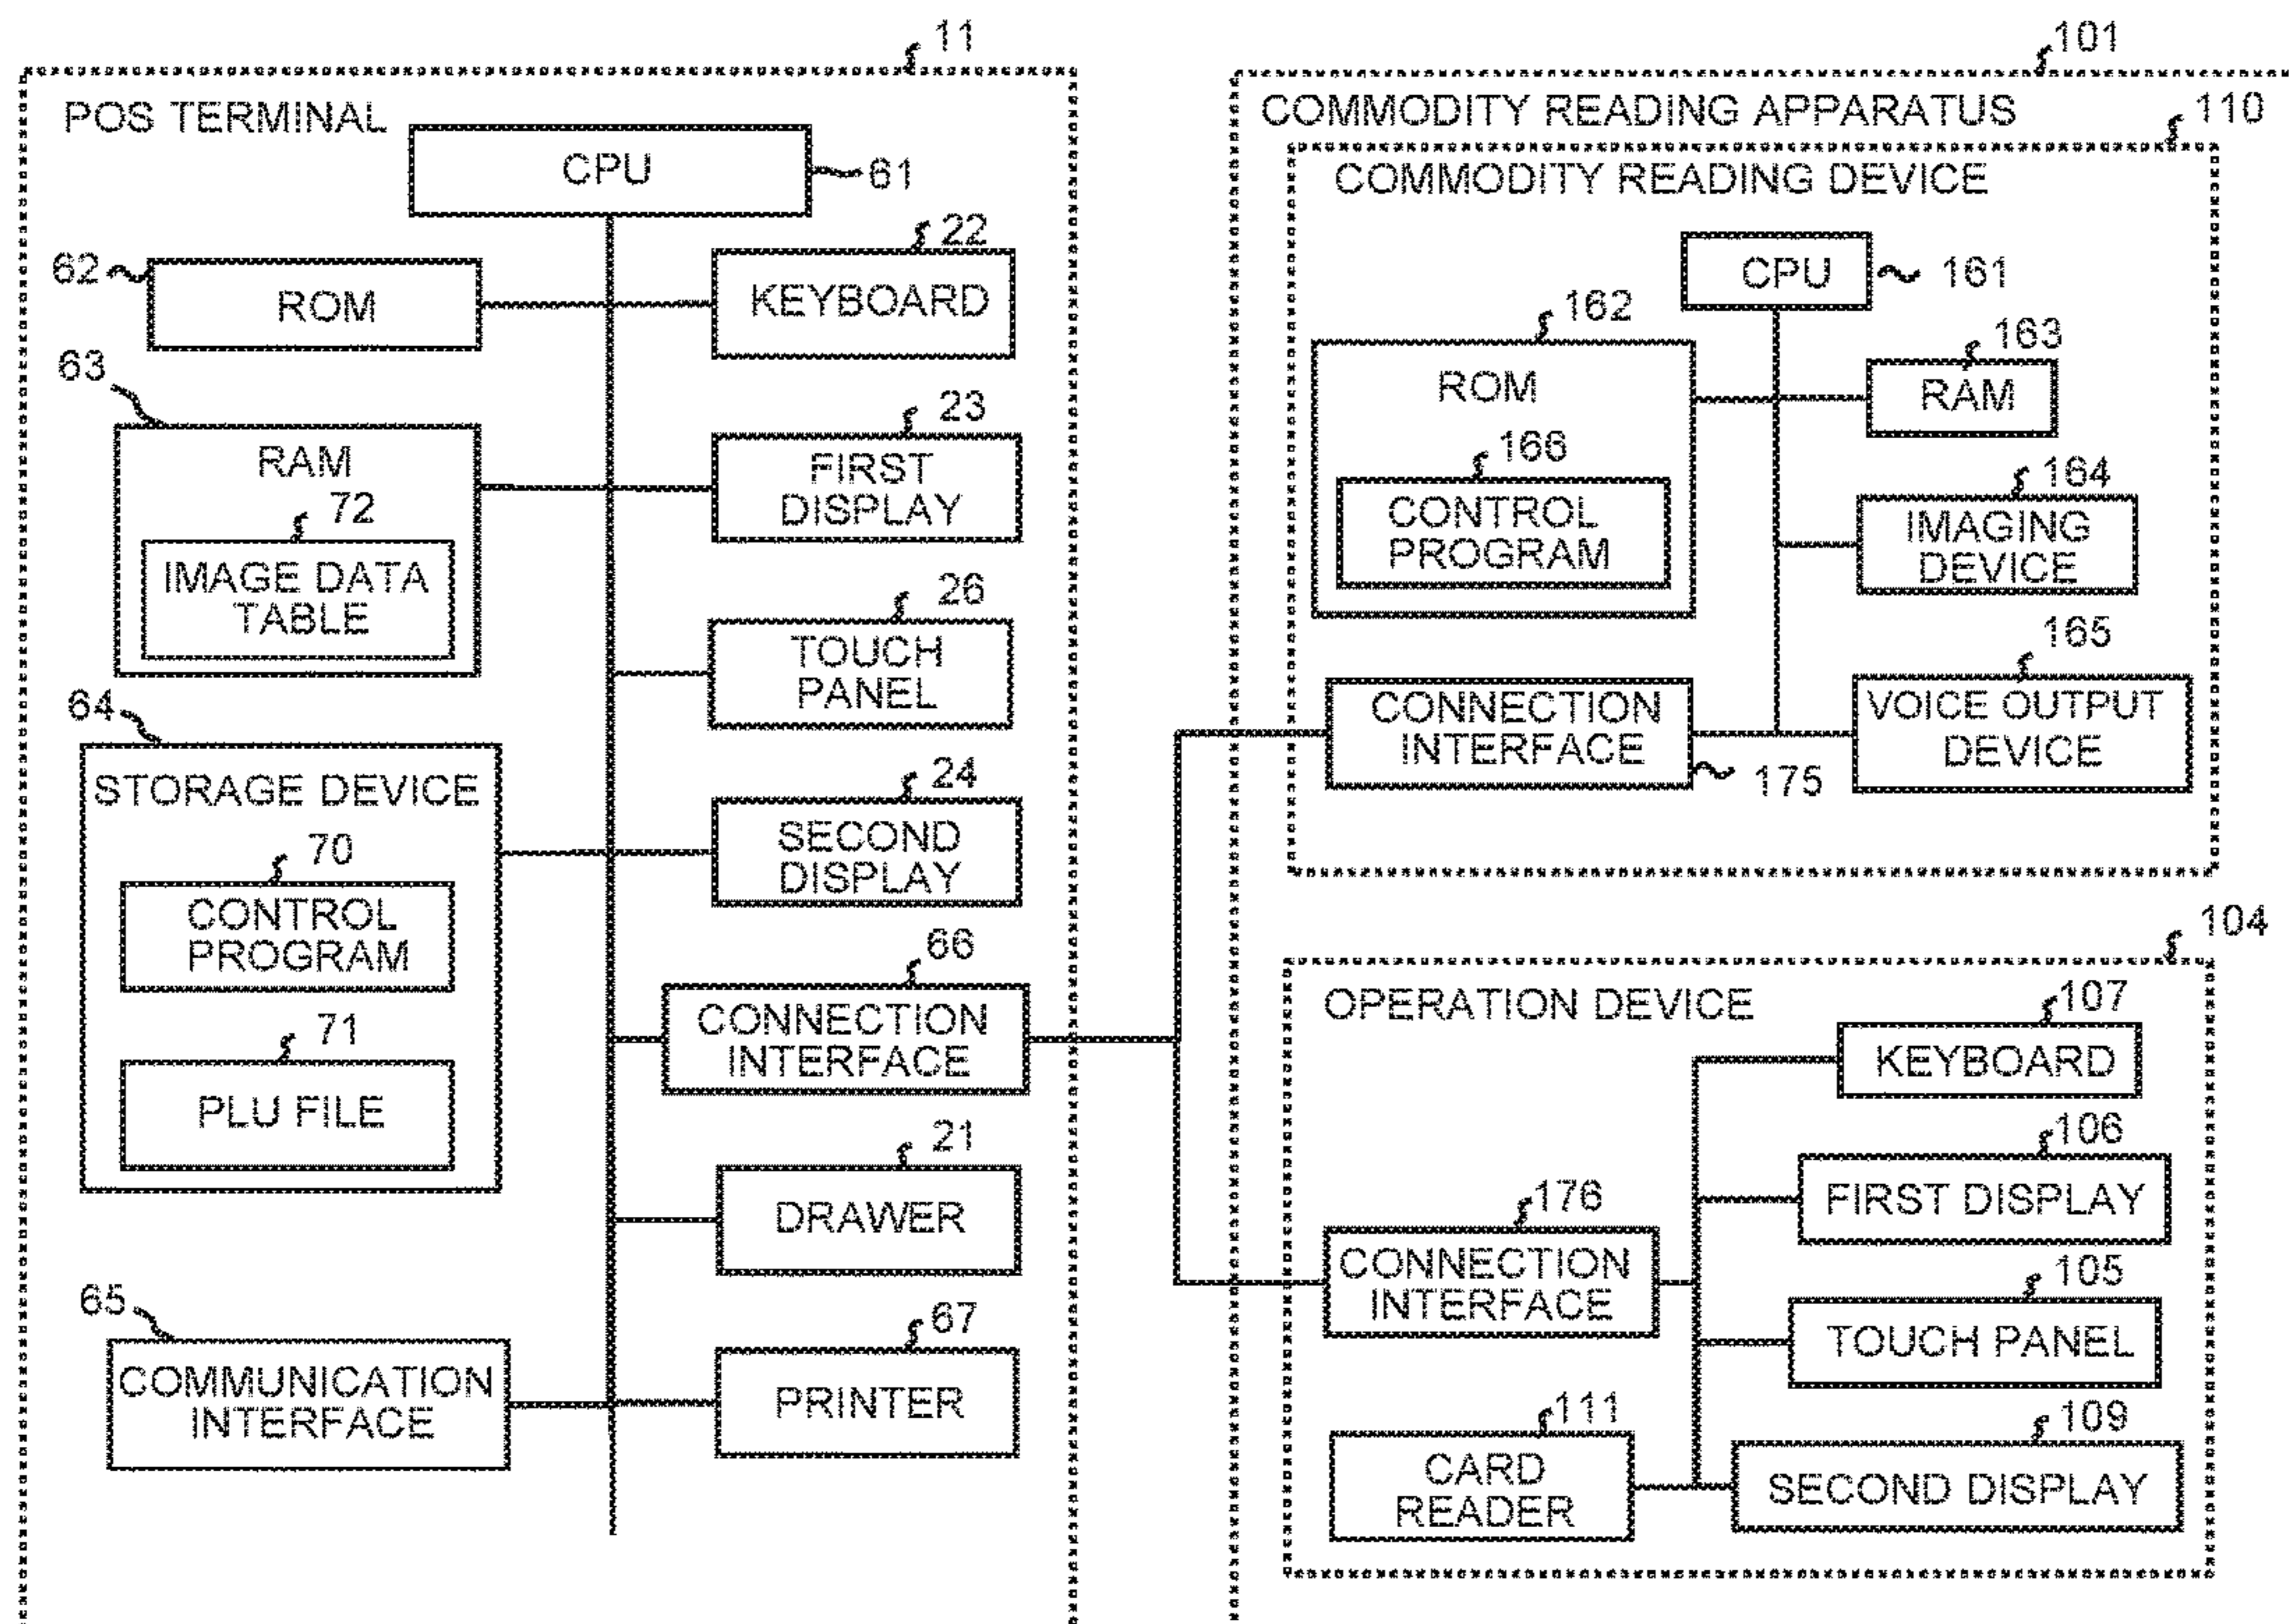 11
POS TERMINAL
CPU
61
62
ROM
22
KEYBOARD
63
RAM
72
IMAGE DATA
TABLE
23
FIRST
DISPLAY
26
TOUCH
PANEL
64
STORAGE DEVICE
70
CONTROL
PROGRAM
71
PLU FILE
24
SECOND
DISPLAY
66
CONNECTION
INTERFACE
21
DRAWER
65
COMMUNICATION
INTERFACE
67
PRINTER
101
COMMODITY READING APPARATUS
110
COMMODITY READING DEVICE
CPU
161
162
ROM
166
CONTROL
PROGRAM
163
RAM
164
IMAGING
DEVICE
165
VOICE OUTPUT
DEVICE
CONNECTION
INTERFACE
175
104
OPERATION DEVICE
107
KEYBOARD
106
FIRST DISPLAY
176
CONNECTION
INTERFACE
105
TOUCH PANEL
111
CARD
READER
109
SECOND DISPLAY